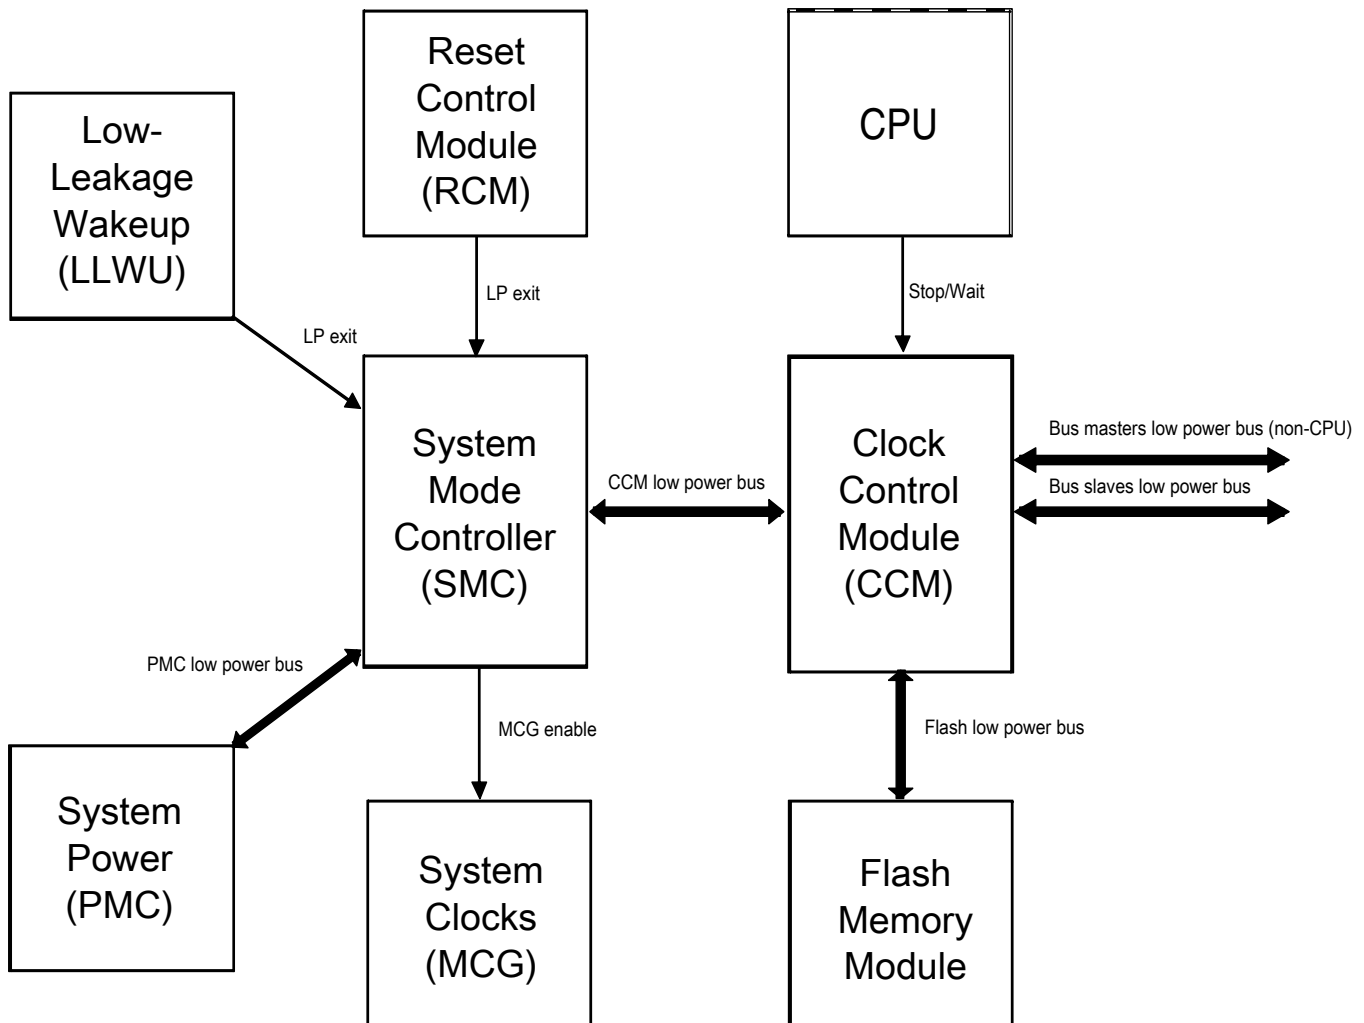 Reset
Control
Module
(RCM)
CPU
Low-
Leakage
Wakeup
(LLWU)
LP exit
Stop/Wait
LP exit
System
Mode
Controller
(SMC)
CCM low power bus
Clock
Control
Module
(CCM)
Bus masters low power bus (non-CPU)
Bus slaves low power bus
PMC low power bus
MCG enable
Flash low power bus
System
Power
(PMC)
System
Clocks
(MCG)
Flash
Memory
Module